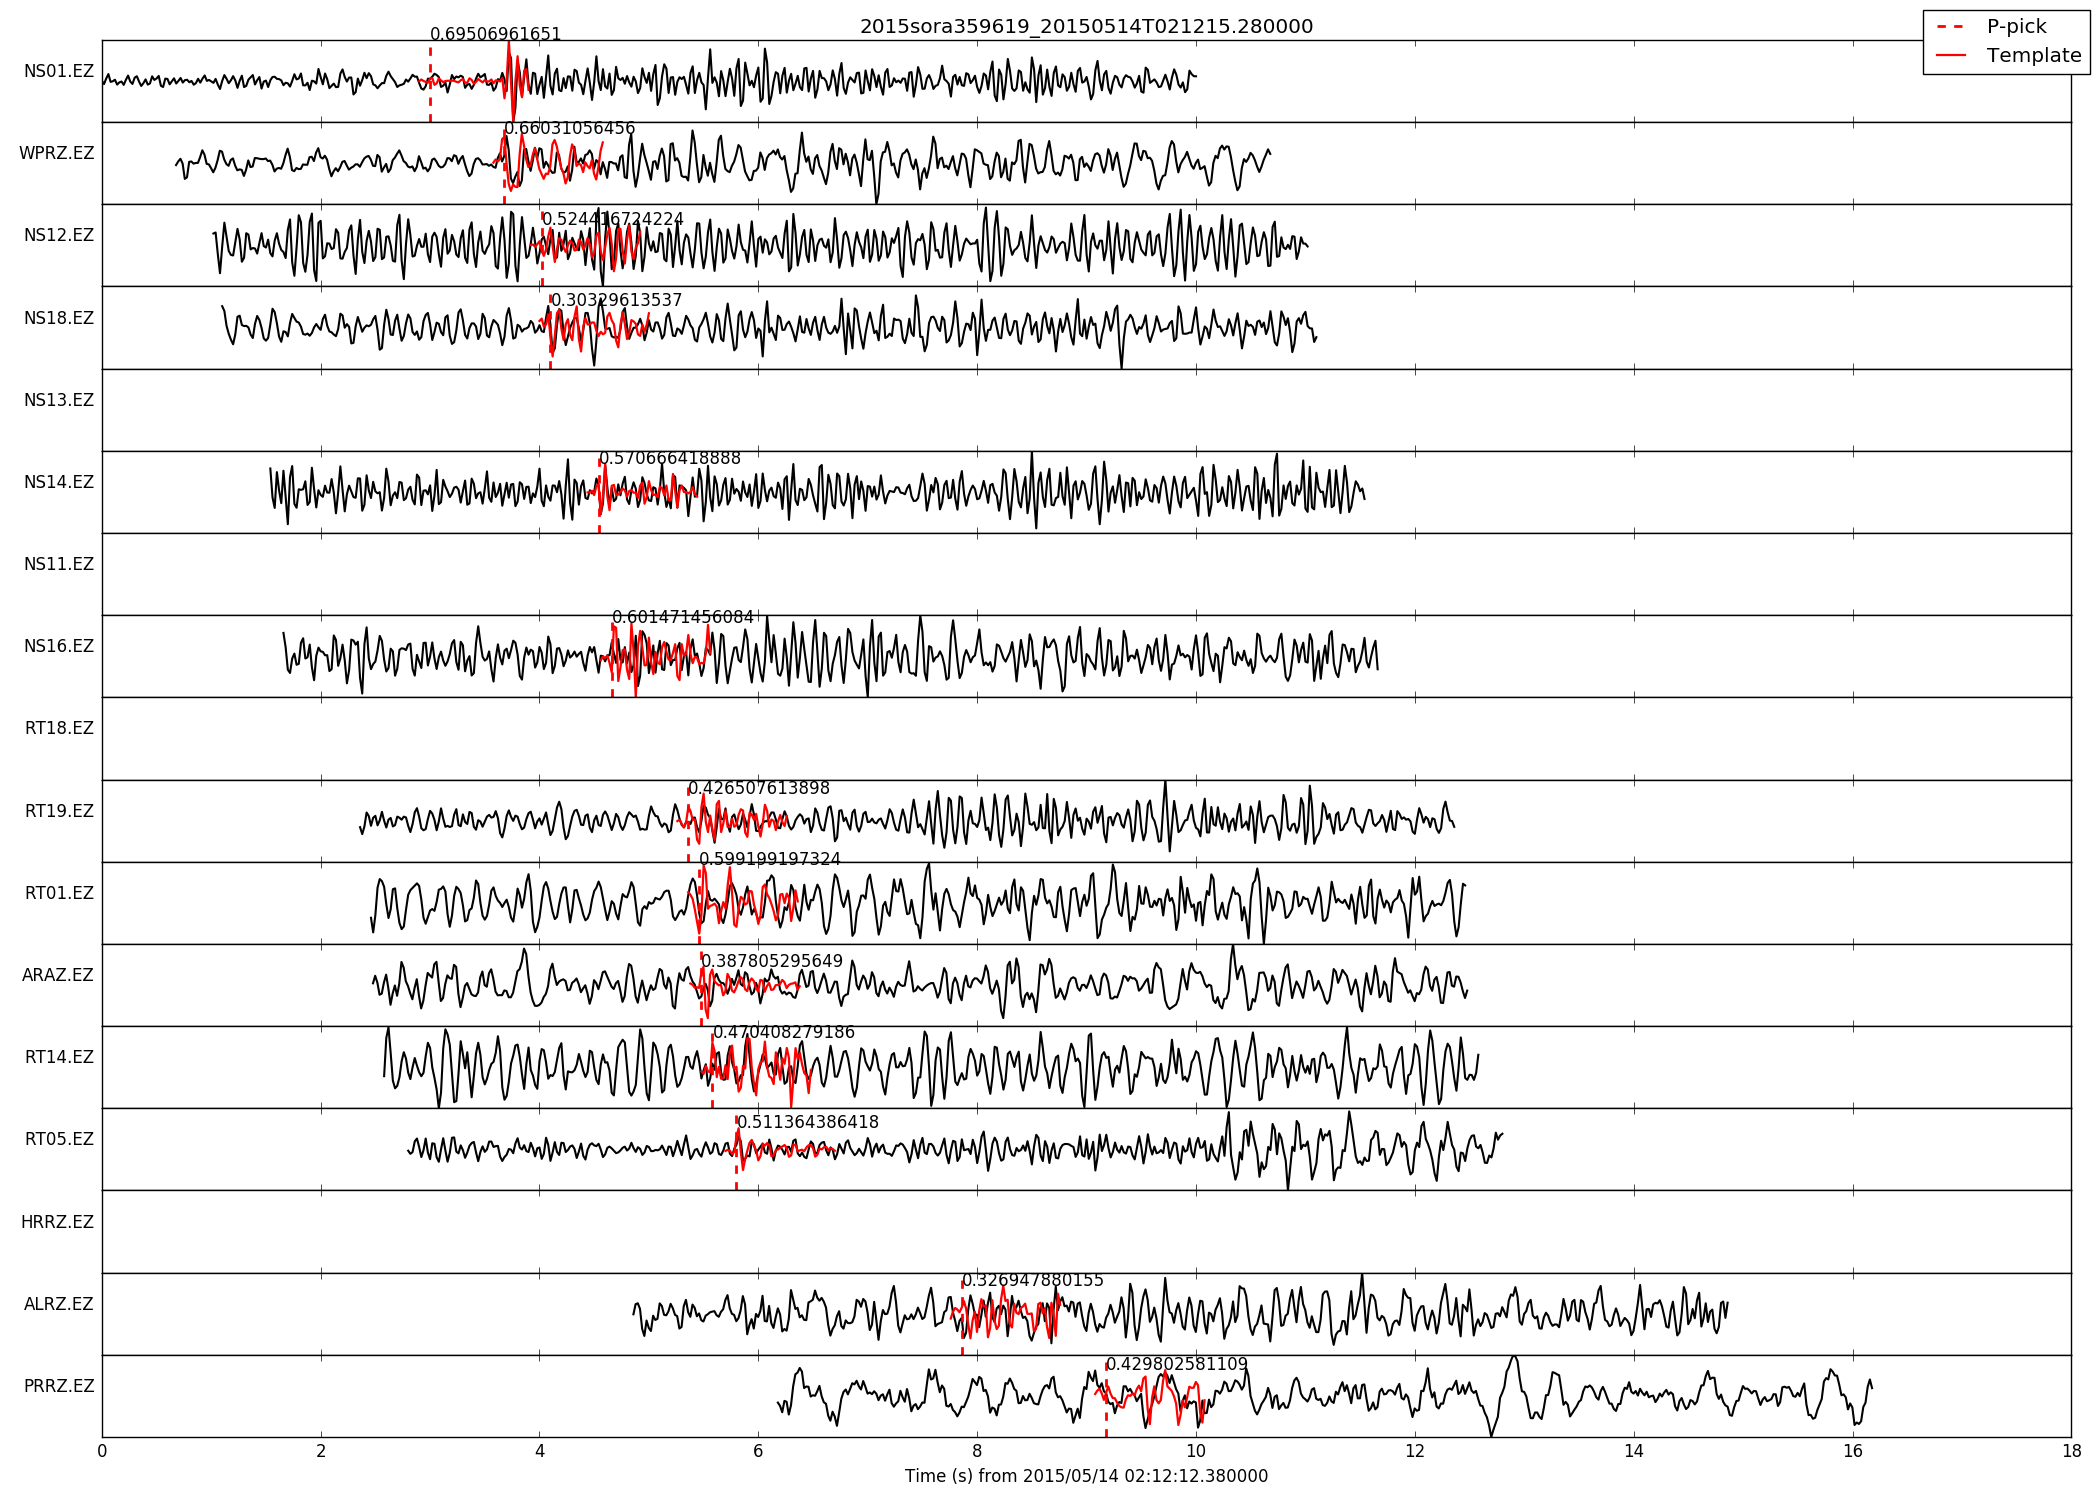 2015sora359619_20150514T021215.280000
P-pick
Template
NS01.EZ
0.69506961651
WPRZ.EZ
0.66031056456
NS12.EZ
0.524416724224
NS18.EZ
0.30329613537
NS13.EZ
NS14.EZ
0.570666418888
NS11.EZ
NS16.EZ
0.601471456084
RT18.EZ
RT19.EZ
0.426507613898
RT01.EZ
0.599199197324
ARAZ.EZ
0.387805295649
RT14.EZ
0.470408279186
RT05.EZ
0.511364386418
HRRZ.EZ
ALRZ.EZ
0.326947880155
PRRZ.EZ
0.429802581109
0 2 4 6 8 10 12 14 16 18
Time (s) from 2015/05/14 02:12:12.380000